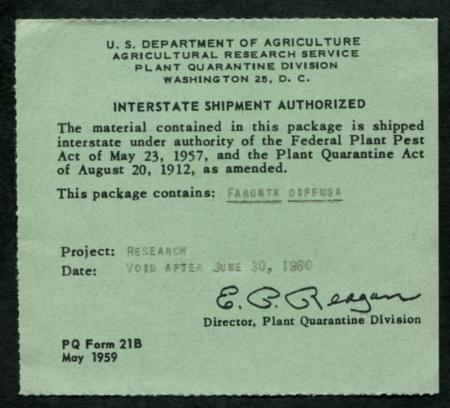 U. S. DEPARTMENT OF AGRICULTURE
AGRICULTURAL RESEARCH SERVICE
PLANT QUARANTINE DIVISION
WASHINGTON 25, D. C.
INTERSTATE SHIPMENT AUTHORIZED
The material contained in this package is shipped
interstate under authority of the Federal Plant Pest
Act of May 23, 1957, and the Plant Quarantine Act
of August 20, 1912, as amended.
This package contains: FARONTA DIFFUSA
Project: RESEARCH
Date: VOID AFTER JUNE 30, 1960
E. P. Reagan
Director, Plant Quarantine Division
PQ Form 21B
May 1959